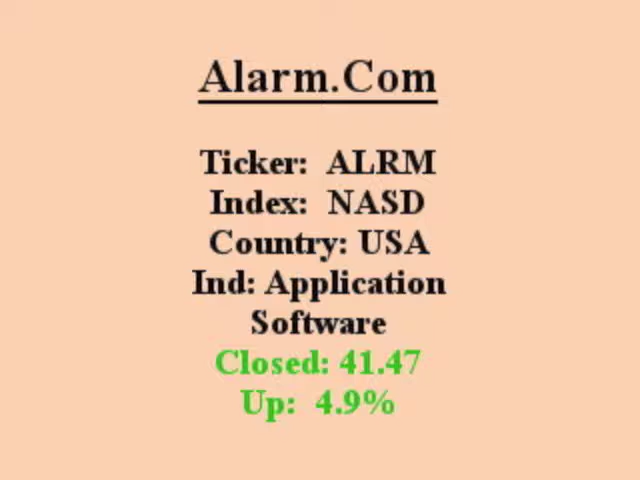 Alarm.Com
Ticker:  ALRM
Index:  NASD
Country: USA
Ind: Application
Software
Closed: 41.47
Up:  4.9%